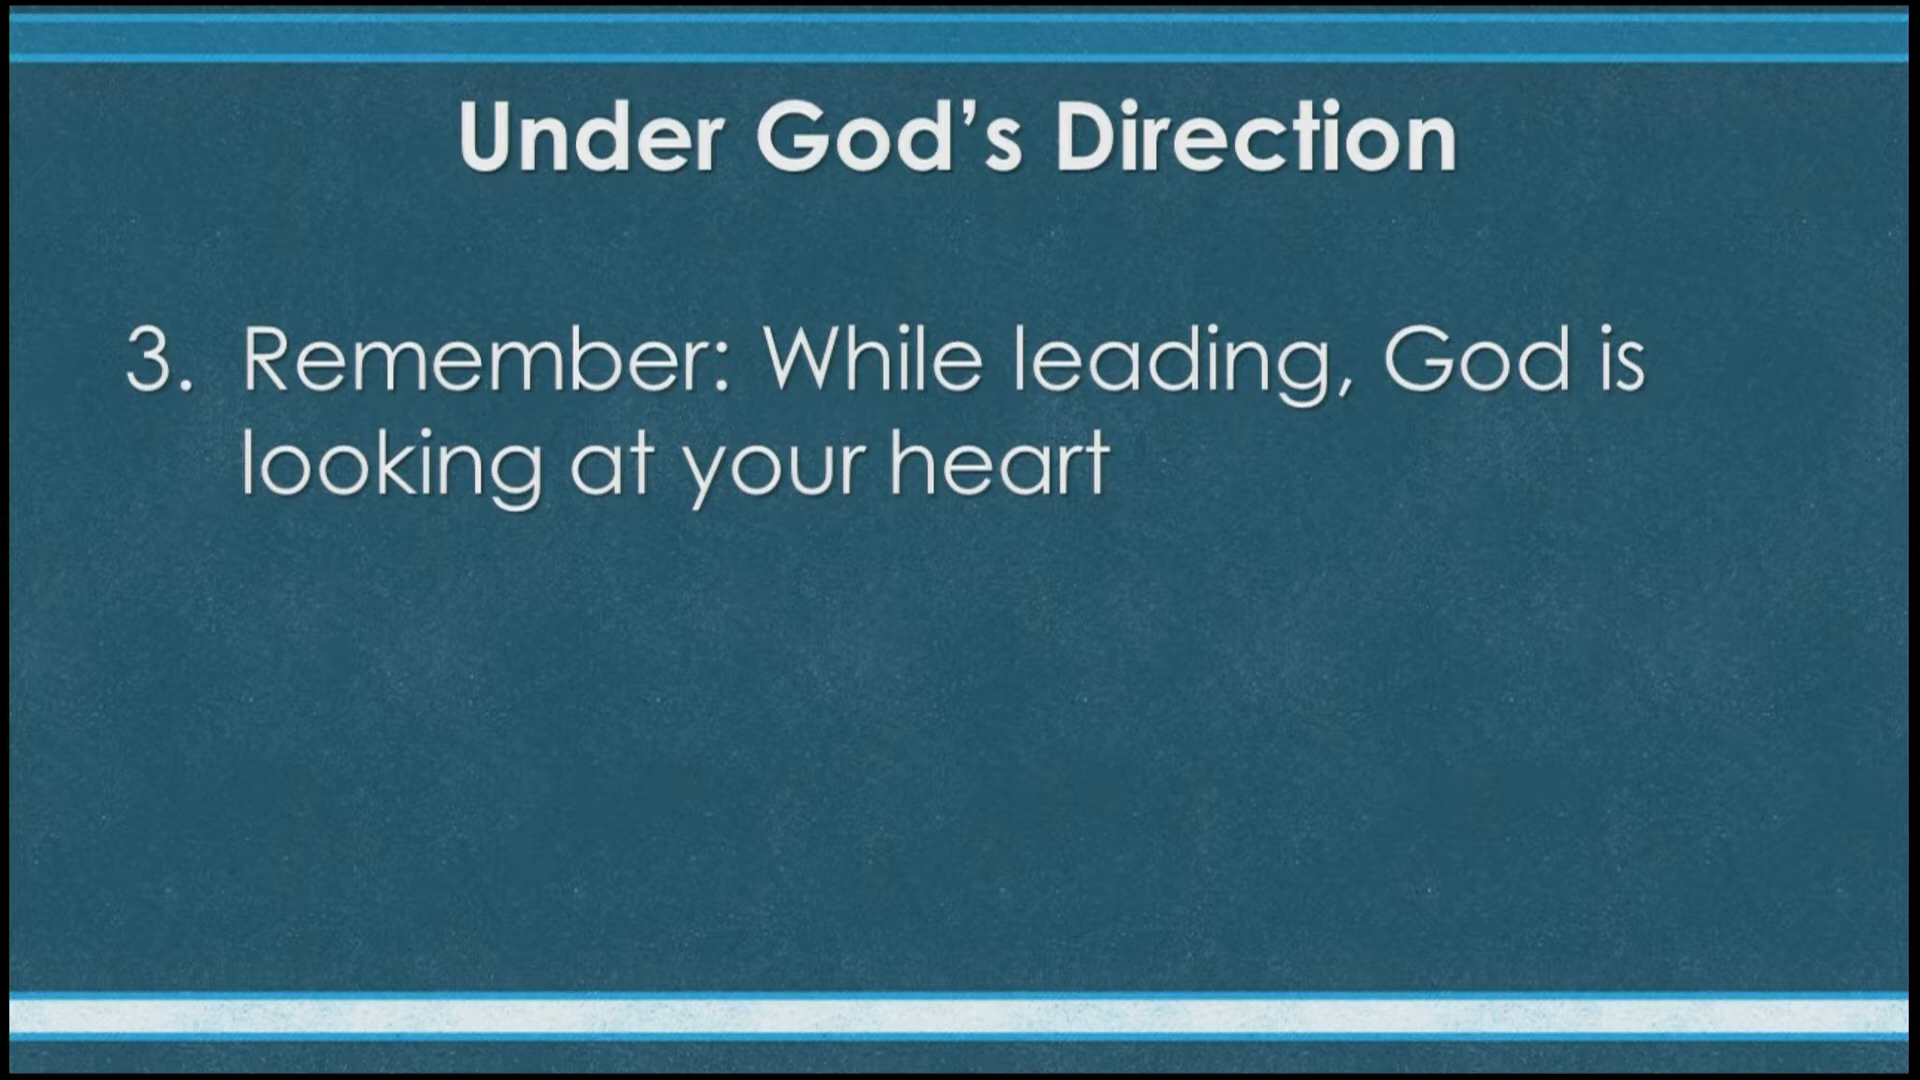 Under God’s Direction
3. Remember: While leading, God is
looking at your heart